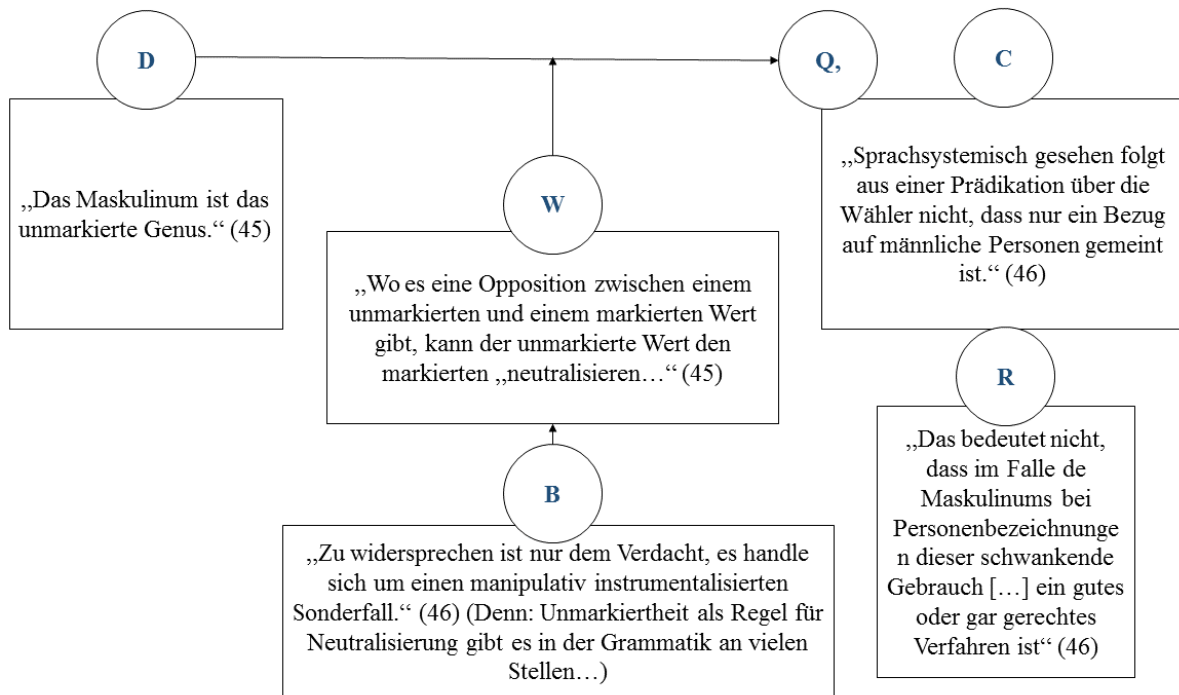 D
Q,
C
„Das Maskulinum ist das
unmarkierte Genus.“ (45)
„Sprachsystemisch gesehen folgt
aus einer Prädikation über die
Wähler nicht, dass nur ein Bezug
auf männliche Personen gemeint
ist.“ (46)
W
„Wo es eine Opposition zwischen einem
unmarkierten und einem markierten Wert
gibt, kann der unmarkierte Wert den
markierten „neutralisieren…“ (45)
R
„Das bedeutet nicht,
dass im Falle de
Maskulinums bei
Personenbezeichnunge
n dieser schwankende
Gebrauch […] ein gutes
oder gar gerechtes
Verfahren ist“ (46)
B
„Zu widersprechen ist nur dem Verdacht, es handle
sich um einen manipulativ instrumentalisierten
Sonderfall.“ (46) (Denn: Unmarkiertheit als Regel für
Neutralisierung gibt es in der Grammatik an vielen
Stellen…)